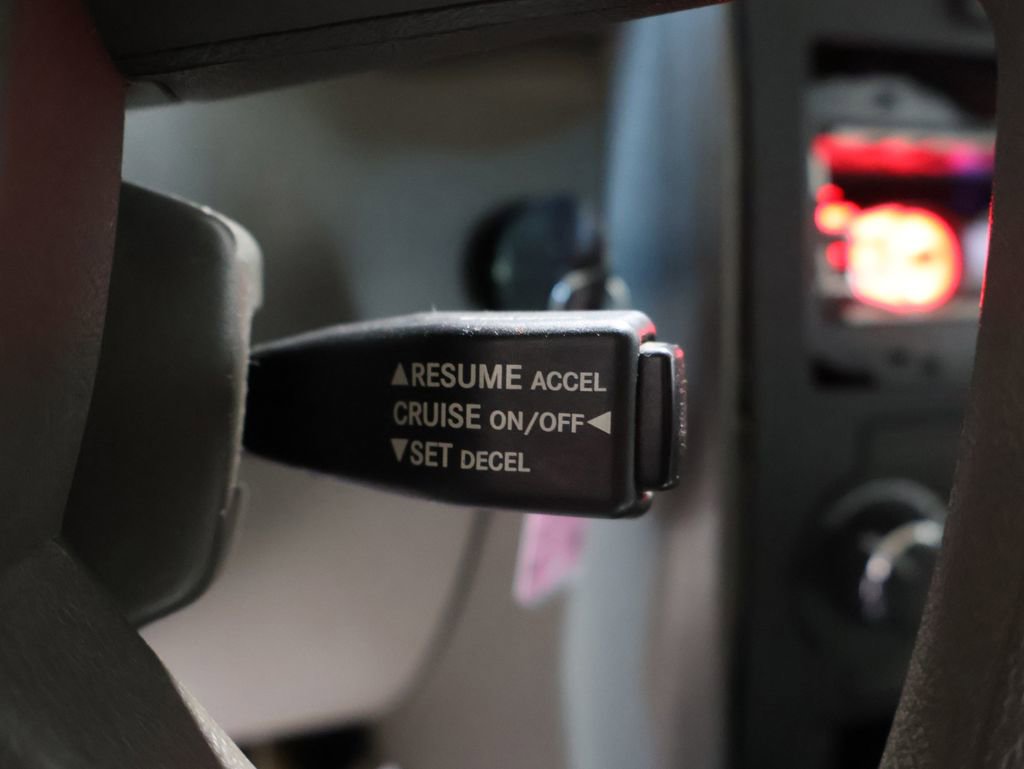 ▲RESUME ACCEL
CRUISE ON/OFF◀
▼SET DECEL